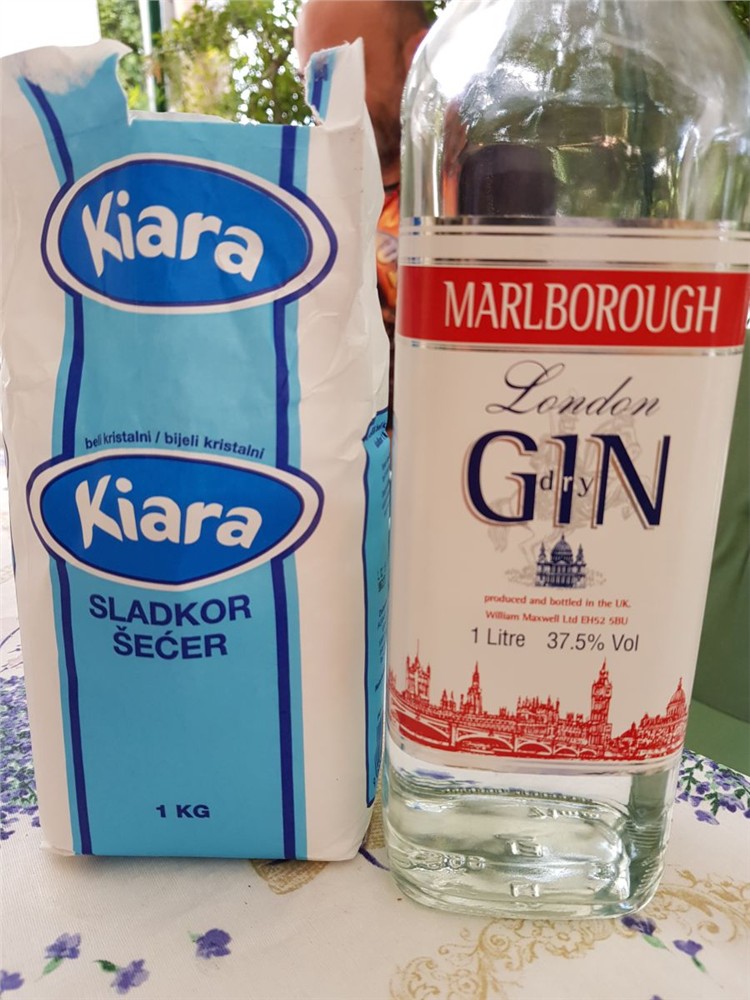 Kiara
beli kristalni / bijeli kristalni
Kiara
SLADKOR
ŠEĆER
1 KG
MARLBOROUGH
London
GIN
dry
produced and bottled in the UK.
William Maxwell Ltd EH52 5BU
1 Litre 37.5% Vol